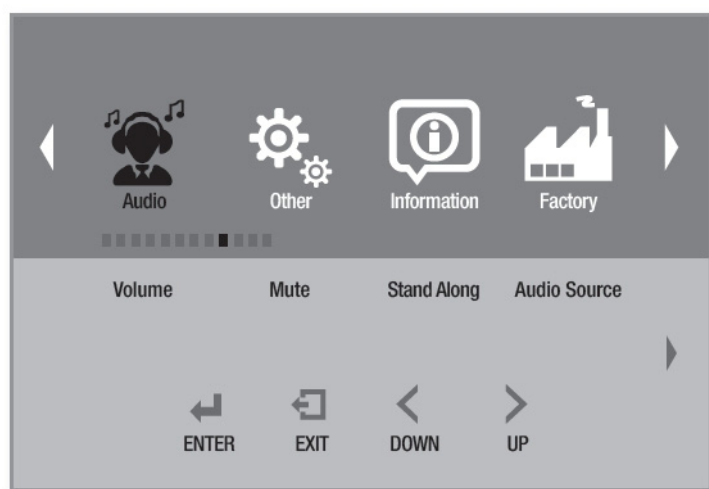 Audio Other Information Factory
Volume Mute Stand Along Audio Source
ENTER EXIT DOWN UP